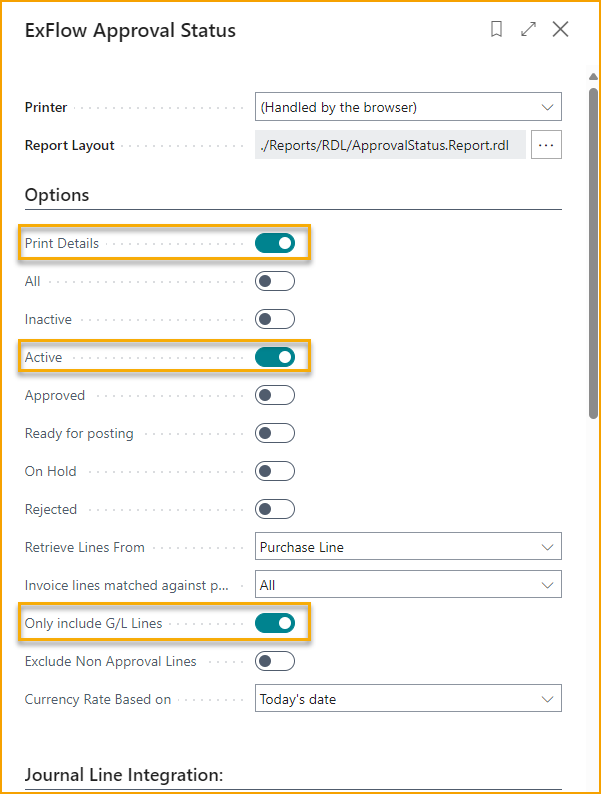 ExFlow Approval Status
Printer (Handled by the browser)
Report Layout ./Reports/RDL/ApprovalStatus.Report.rdl ...
Options
Print Details
All
Inactive
Active
Approved
Ready for posting
On Hold
Rejected
Retrieve Lines From Purchase Line
Invoice lines matched against p... All
Only include G/L Lines
Exclude Non Approval Lines
Currency Rate Based on Today's date
Journal Line Integration: